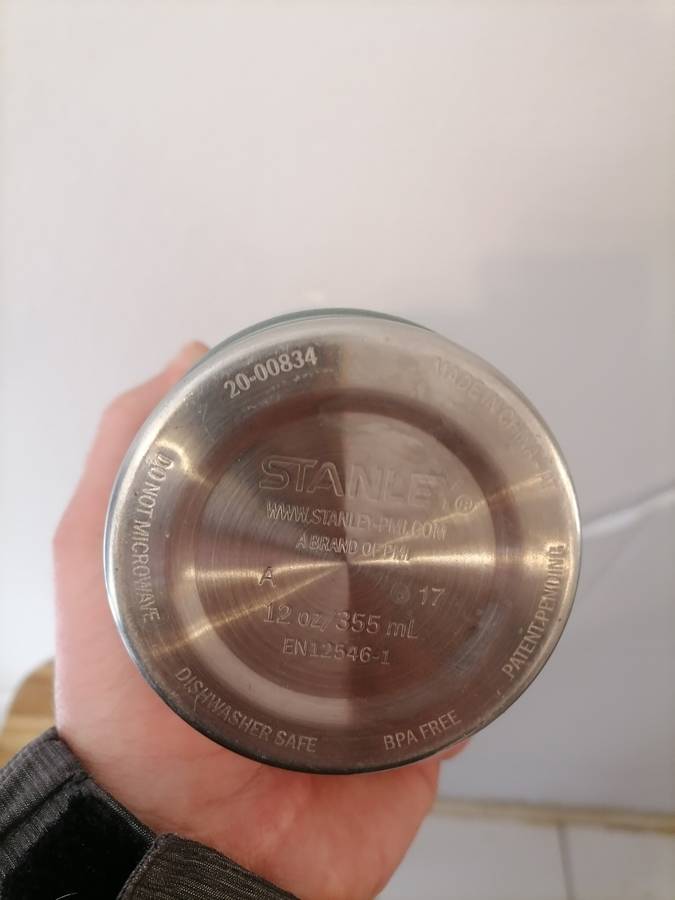 20-00834
MADE IN CHINA
STANLEY®
WWW.STANLEY-PMI.COM
A BRAND OF PMI
A
17
12 oz/355 mL
EN12546-1
DO NOT MICROWAVE
DISHWASHER SAFE
BPA FREE
PATENT-PENDING